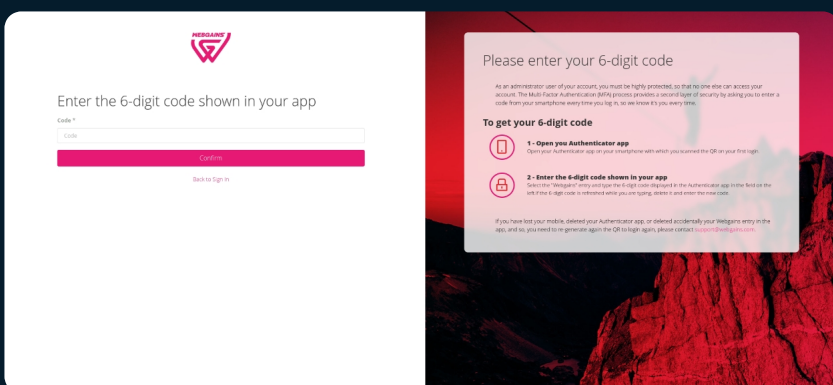 WEBGAINS
Enter the 6-digit code shown in your app
Code *
Code
Confirm
Back to Sign In
Please enter your 6-digit code
As an administrator user of your account, you must be highly protected, so that no one else can access your
account. The Multi-Factor Authentication (MFA) process provides a second layer of security by asking you to enter a
code from your smartphone every time you log in, so we know it's you every time.
To get your 6-digit code
1 - Open you Authenticator app
Open your Authenticator app on your smartphone with which you scanned the QR on your first login.
2 - Enter the 6-digit code shown in your app
Select the "Webgains" entry and type the 6-digit code displayed in the Authenticator app in the field on the
left if the 6-digit code is refreshed while you are typing, delete it and enter the new code.
If you have lost your mobile, deleted your Authenticator app, or deleted accidentally your Webgains entry in the
app, and so, you need to re-generate again the QR to login again, please contact support@webgains.com.